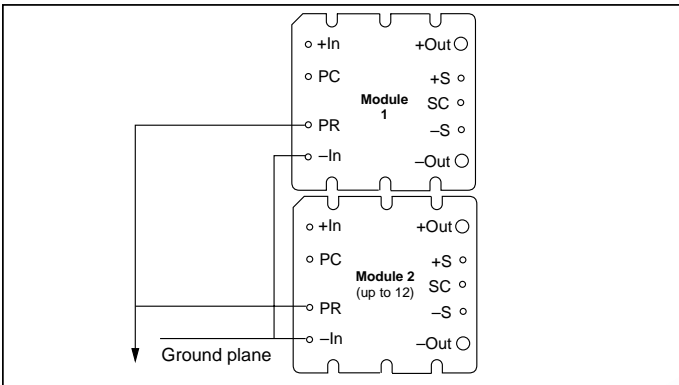 +In +Out
PC +S
Module
1
SC
PR –S
–In –Out
+In +Out
PC +S
Module 2
(up to 12)
SC
PR –S
–In –Out
Ground plane